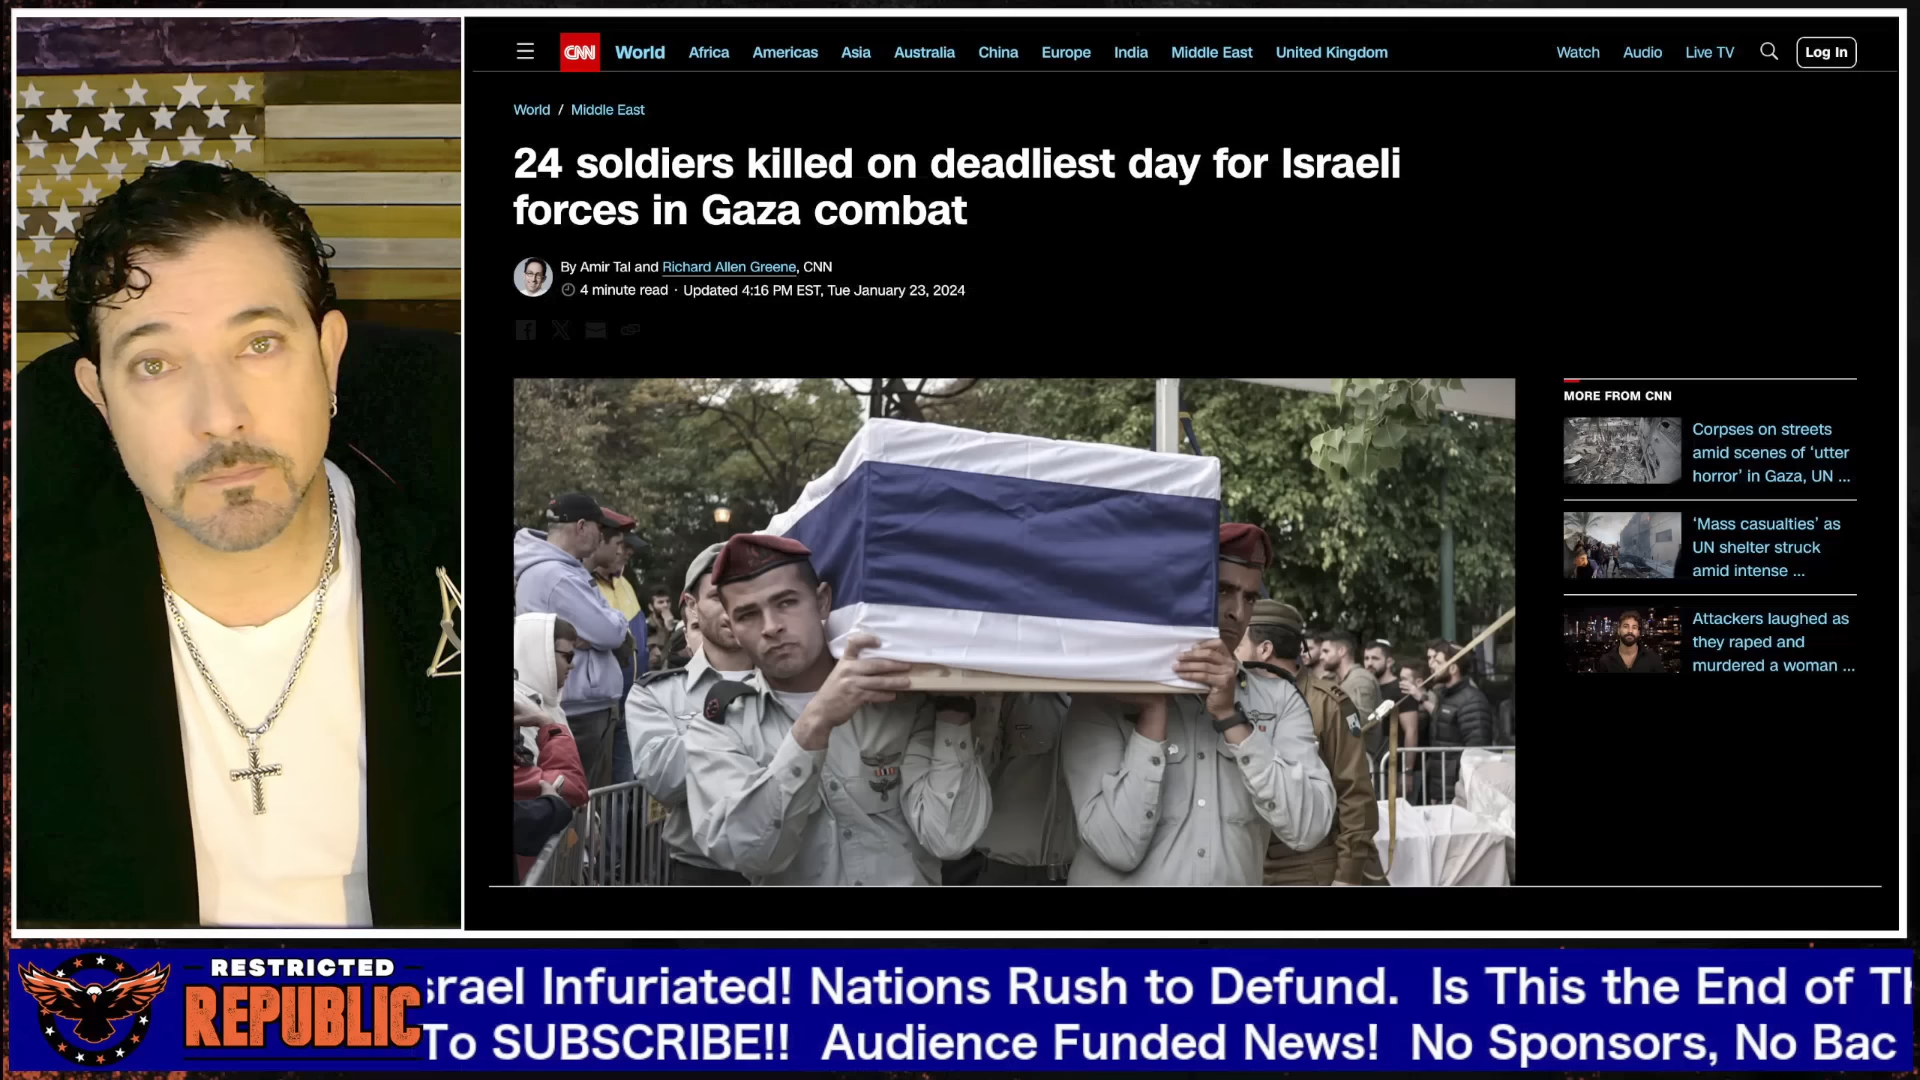 CNN World Africa Americas Asia Australia China Europe India Middle East United Kingdom Watch Audio Live TV Log In
World / Middle East
24 soldiers killed on deadliest day for Israeli
forces in Gaza combat
By Amir Tal and Richard Allen Greene, CNN
4 minute read · Updated 4:16 PM EST, Tue January 23, 2024
MORE FROM CNN
Corpses on streets
amid scenes of ‘utter
horror’ in Gaza, UN ...
‘Mass casualties’ as
UN shelter struck
amid intense ...
Attackers laughed as
they raped and
murdered a woman ...
RESTRICTED
REPUBLIC
srael Infuriated! Nations Rush to Defund. Is This the End of Th
To SUBSCRIBE!! Audience Funded News! No Sponsors, No Bac